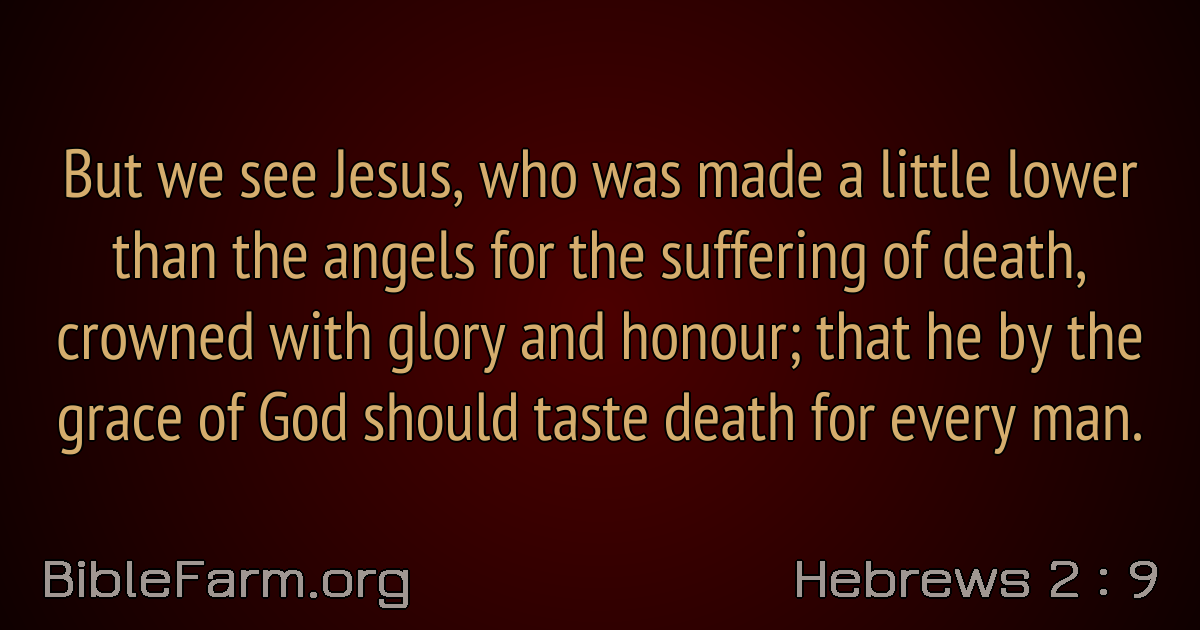 But we see Jesus, who was made a little lower
than the angels for the suffering of death,
crowned with glory and honour; that he by the
grace of God should taste death for every man.
BibleFarm.org
Hebrews 2 : 9